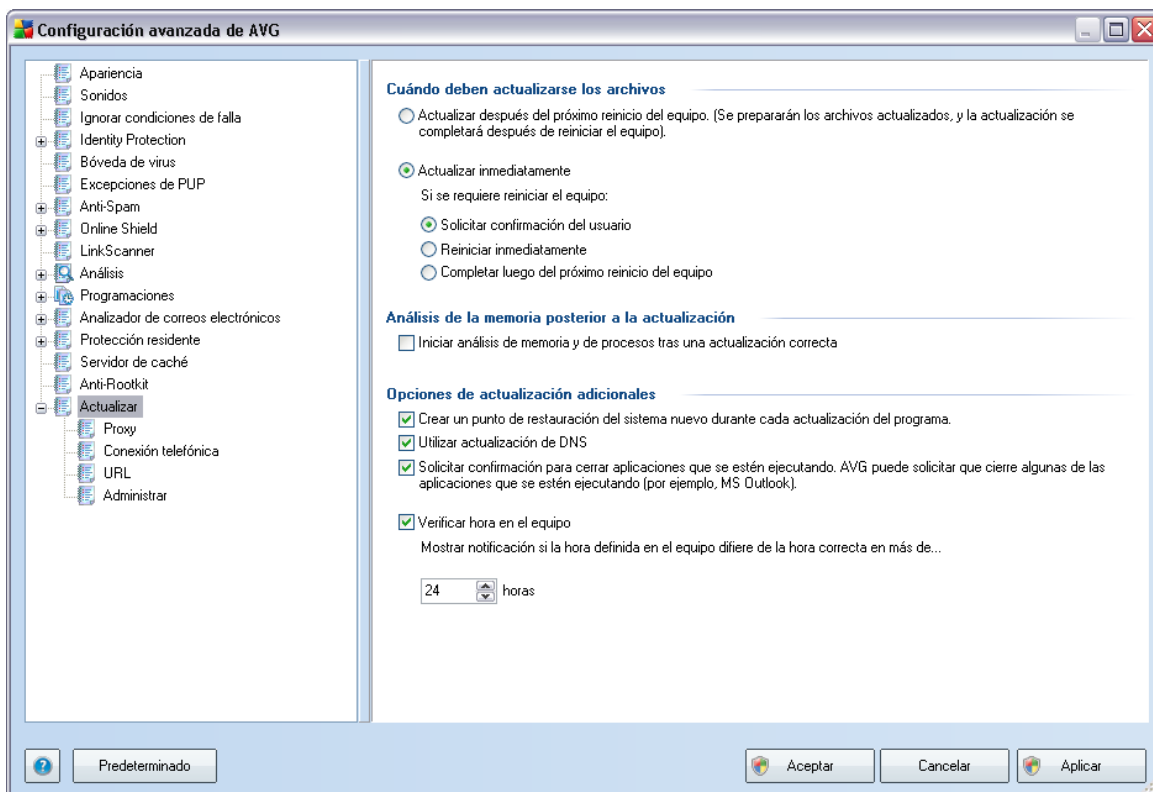 Configuración avanzada de AVG
Apariencia
Sonidos
Ignorar condiciones de falla
Identity Protection
Bóveda de virus
Excepciones de PUP
Anti-Spam
Online Shield
LinkScanner
Análisis
Programaciones
Analizador de correos electrónicos
Protección residente
Servidor de caché
Anti-Rootkit
Actualizar
Proxy
Conexión telefónica
URL
Administrar
Cuándo deben actualizarse los archivos
Actualizar después del próximo reinicio del equipo. (Se prepararán los archivos actualizados, y la actualización se
completará después de reiniciar el equipo).
Actualizar inmediatamente
Si se requiere reiniciar el equipo:
Solicitar confirmación del usuario
Reiniciar inmediatamente
Completar luego del próximo reinicio del equipo
Análisis de la memoria posterior a la actualización
Iniciar análisis de memoria y de procesos tras una actualización correcta
Opciones de actualización adicionales
Crear un punto de restauración del sistema nuevo durante cada actualización del programa.
Utilizar actualización de DNS
Solicitar confirmación para cerrar aplicaciones que se estén ejecutando. AVG puede solicitar que cierre algunas de las
aplicaciones que se estén ejecutando (por ejemplo, MS Outlook).
Verificar hora en el equipo
Mostrar notificación si la hora definida en el equipo difiere de la hora correcta en más de...
24 horas
? Predeterminado Aceptar Cancelar Aplicar